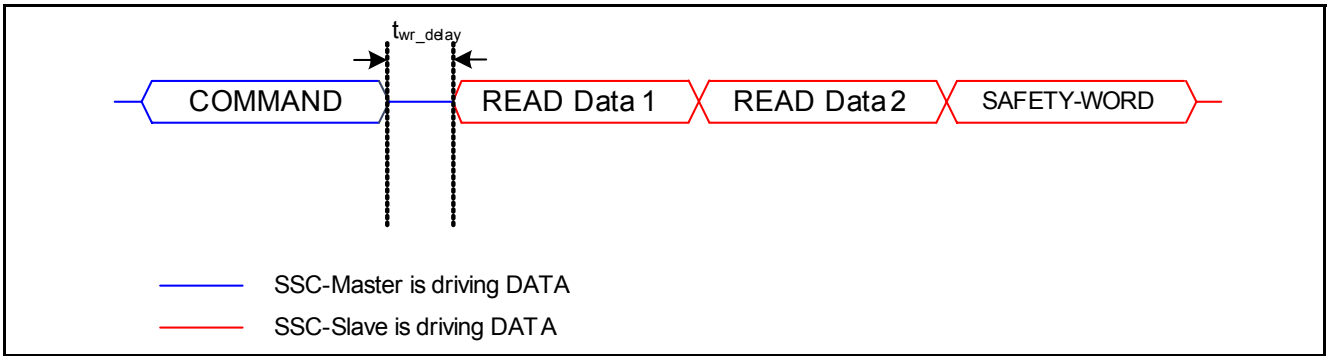 twr_delay
COMMAND READ Data 1 READ Data 2 SAFETY-WORD
SSC-Master is driving DATA
SSC-Slave is driving DATA